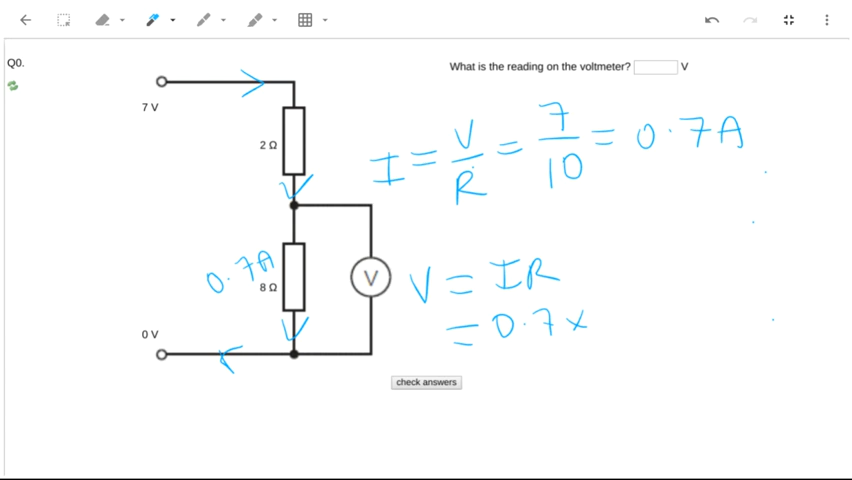 Q0.
What is the reading on the voltmeter? V
7 V
2 Ω
I = V/R = 7/10 = 0.7A
0.7A
8 Ω
V
V = IR
= 0.7 ×
0 V
check answers